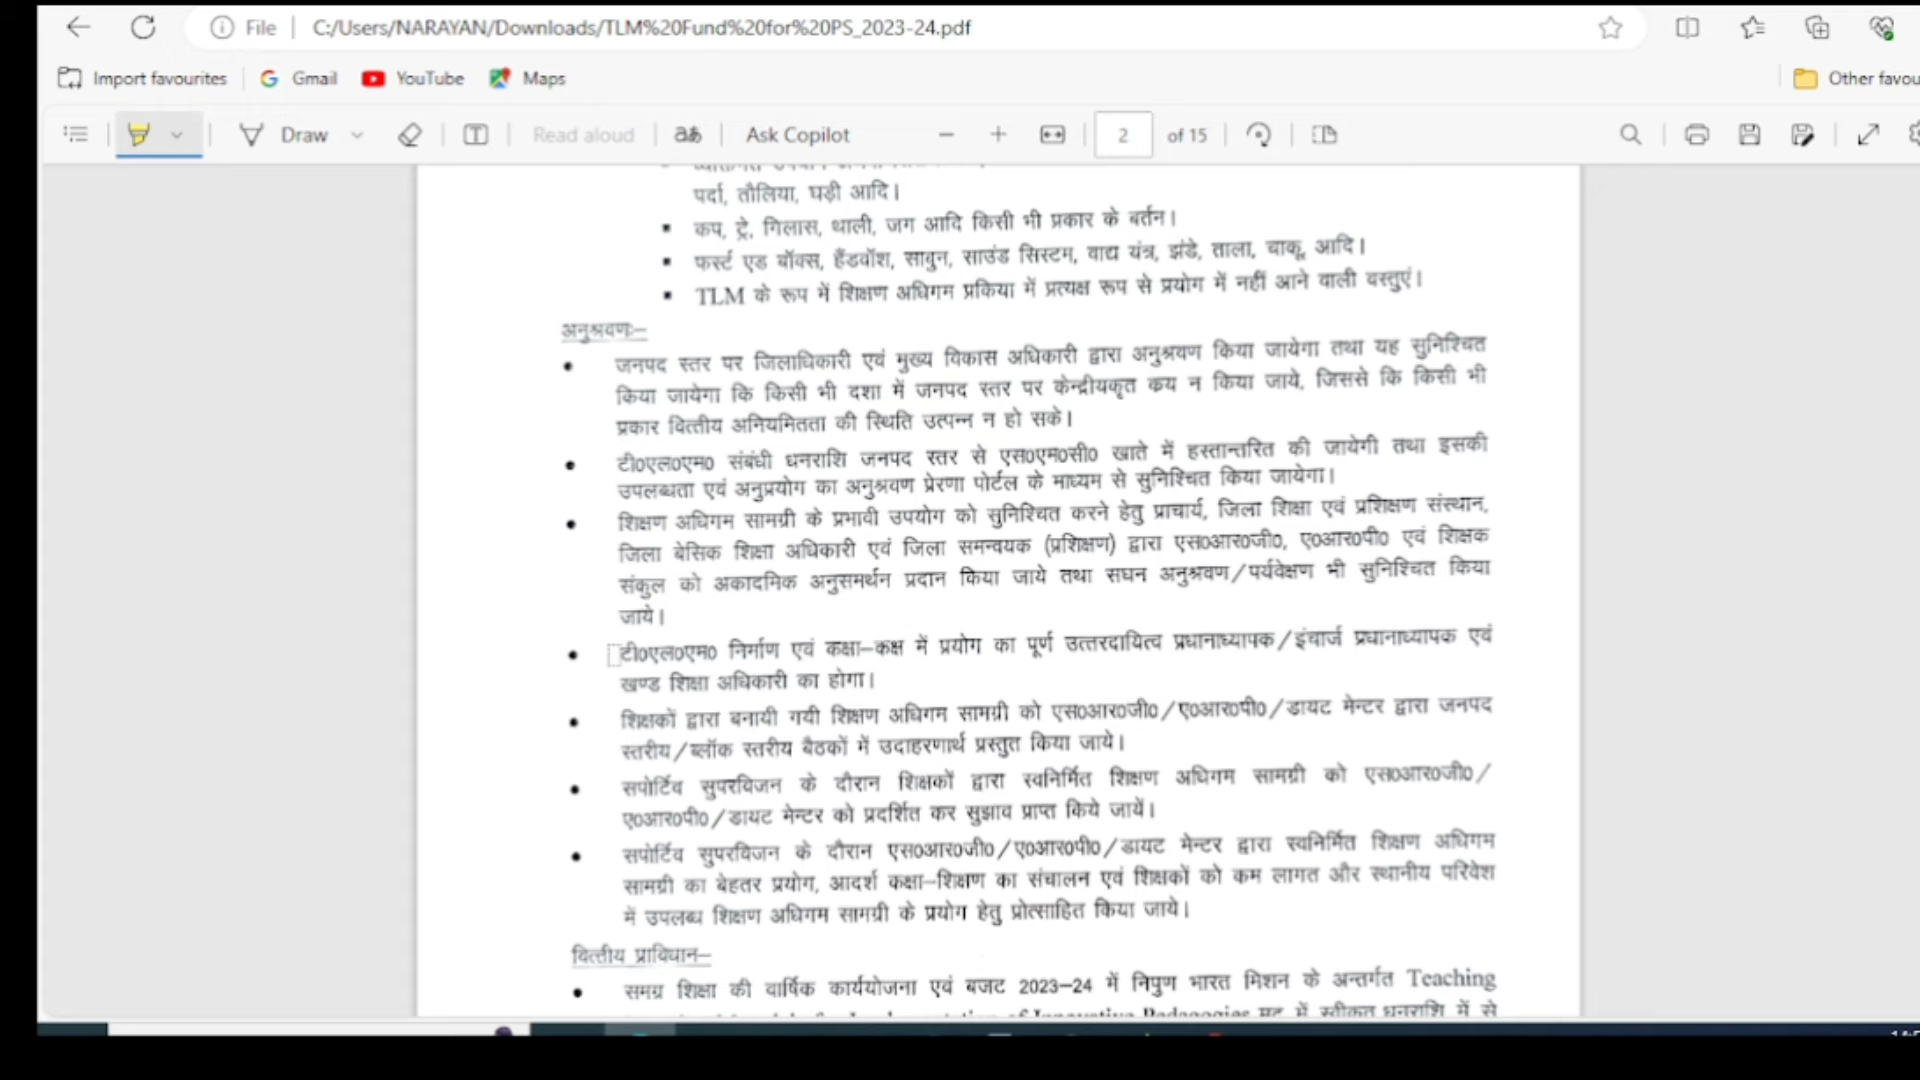 File C:/Users/NARAYAN/Downloads/TLM%20Fund%20for%20PS_2023-24.pdf
Import favourites Gmail YouTube Maps Other favou
Draw Read aloud aあ Ask Copilot 2 of 15
पर्दा, तौलिया, घड़ी आदि।
▪ कप, ट्रे, गिलास, थाली, जग आदि किसी भी प्रकार के बर्तन।
▪ फर्स्ट एड बॉक्स, हैंडवॉश, साबुन, साउंड सिस्टम, वाद्य यंत्र, झंडे, ताला, चाकू, आदि।
▪ TLM के रूप में शिक्षण अधिगम प्रकिया में प्रत्यक्ष रूप से प्रयोग में नहीं आने वाली वस्तुएं।
अनुश्रवणः–
• जनपद स्तर पर जिलाधिकारी एवं मुख्य विकास अधिकारी द्वारा अनुश्रवण किया जायेगा तथा यह सुनिश्चित
किया जायेगा कि किसी भी दशा में जनपद स्तर पर केन्द्रीयकृत कय न किया जाये, जिससे कि किसी भी
प्रकार वित्तीय अनियमितता की स्थिति उत्पन्न न हो सके।
• टी0एल0एम0 संबंधी धनराशि जनपद स्तर से एस0एम0सी0 खाते में हस्तान्तरित की जायेगी तथा इसकी
उपलब्धता एवं अनुप्रयोग का अनुश्रवण प्रेरणा पोर्टल के माध्यम से सुनिश्चित किया जायेगा।
• शिक्षण अधिगम सामग्री के प्रभावी उपयोग को सुनिश्चित करने हेतु प्राचार्य, जिला शिक्षा एवं प्रशिक्षण संस्थान,
जिला बेसिक शिक्षा अधिकारी एवं जिला समन्वयक (प्रशिक्षण) द्वारा एस0आर0जी0, ए0आर0पी0 एवं शिक्षक
संकुल को अकादमिक अनुसमर्थन प्रदान किया जाये तथा सघन अनुश्रवण/पर्यवेक्षण भी सुनिश्चित किया
जाये।
• टी0एल0एम0 निर्माण एवं कक्षा–कक्ष में प्रयोग का पूर्ण उत्तरदायित्व प्रधानाध्यापक/इंचार्ज प्रधानाध्यापक एवं
खण्ड शिक्षा अधिकारी का होगा।
• शिक्षकों द्वारा बनायी गयी शिक्षण अधिगम सामग्री को एस0आर0जी0/ए0आर0पी0/डायट मेन्टर द्वारा जनपद
स्तरीय/ब्लॉक स्तरीय बैठकों में उदाहरणार्थ प्रस्तुत किया जाये।
• सपोर्टिव सुपरविजन के दौरान शिक्षकों द्वारा स्वनिर्मित शिक्षण अधिगम सामग्री को एस0आर0जी0/
ए0आर0पी0/डायट मेन्टर को प्रदर्शित कर सुझाव प्राप्त किये जायें।
• सपोर्टिव सुपरविजन के दौरान एस0आर0जी0/ए0आर0पी0/डायट मेन्टर द्वारा स्वनिर्मित शिक्षण अधिगम
सामग्री का बेहतर प्रयोग, आदर्श कक्षा–शिक्षण का संचालन एवं शिक्षकों को कम लागत और स्थानीय परिवेश
में उपलब्ध शिक्षण अधिगम सामग्री के प्रयोग हेतु प्रोत्साहित किया जाये।
वित्तीय प्राविधान–
• समग्र शिक्षा की वार्षिक कार्ययोजना एवं बजट 2023–24 में निपुण भारत मिशन के अन्तर्गत Teaching
Innovative Pedagogies मद में स्वीकृत धनराशि में से